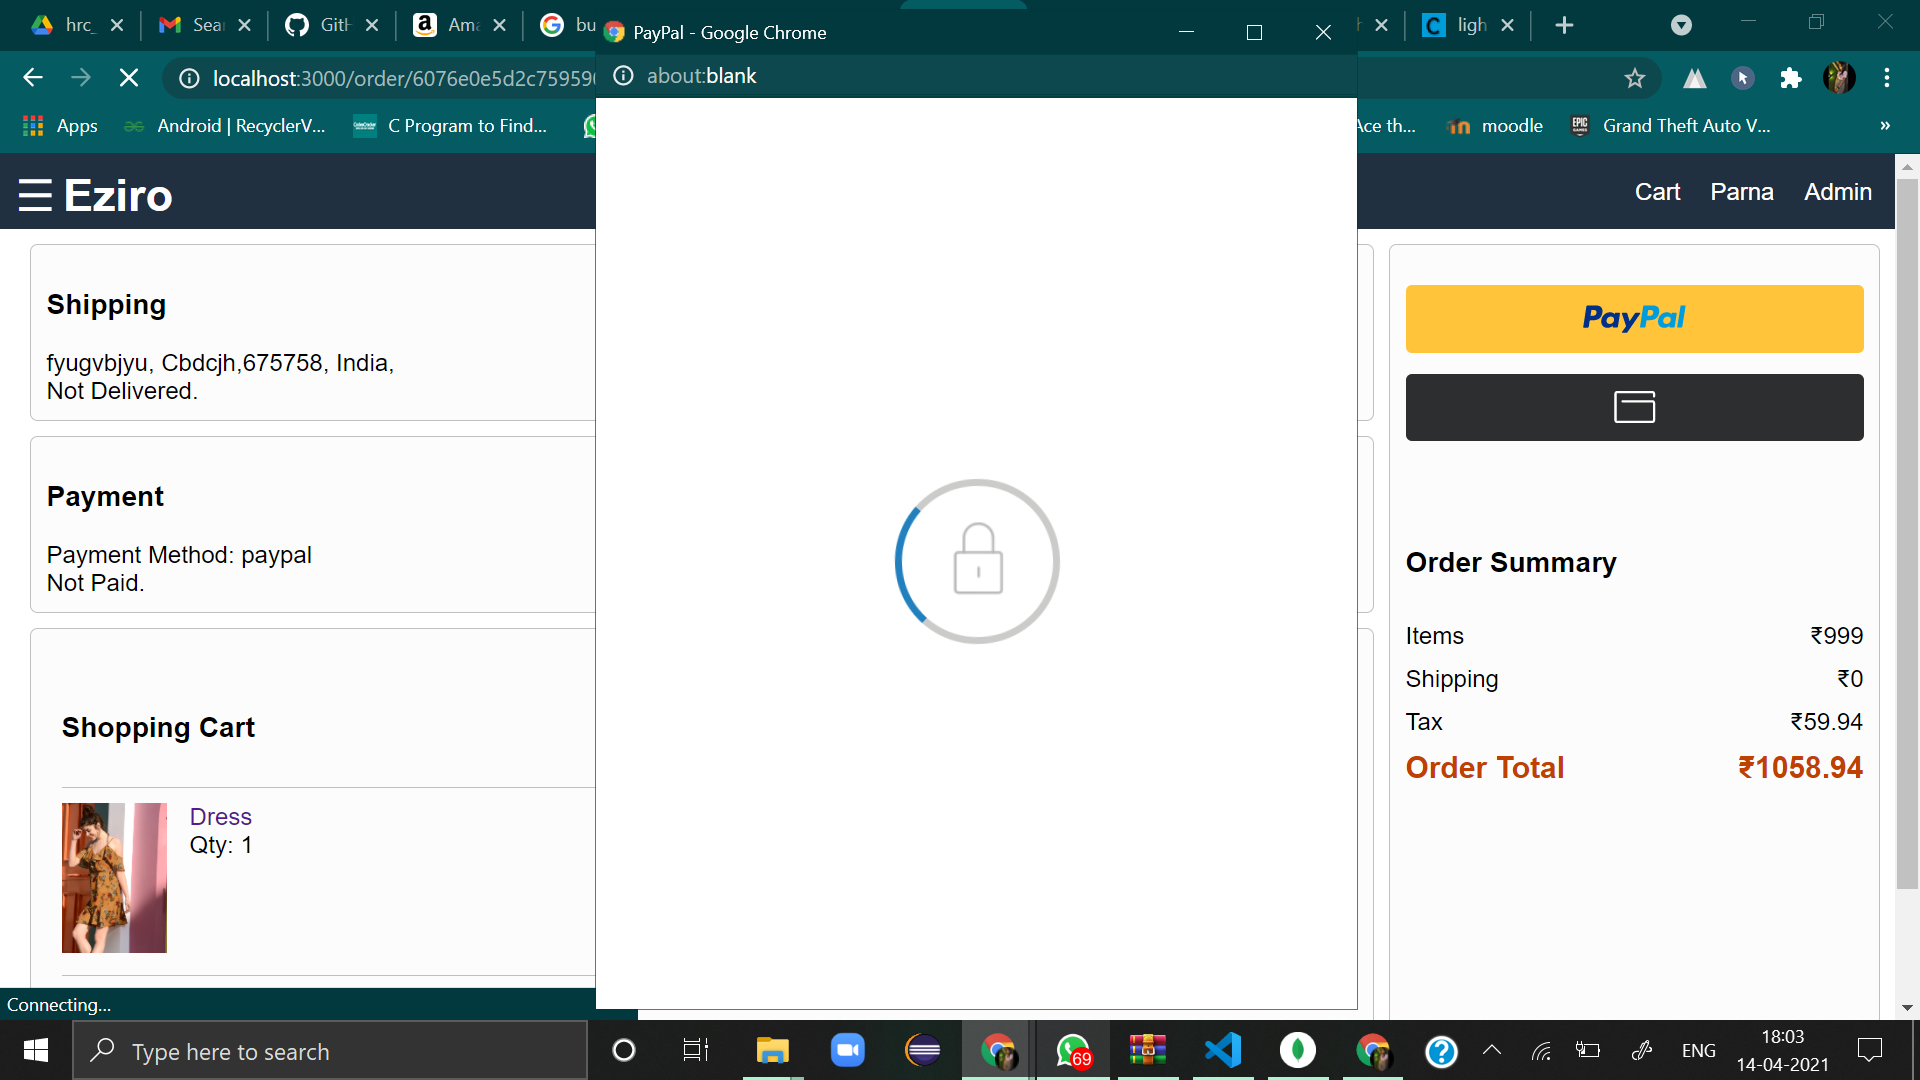 hrc_
Sea
GitH
Ama
bu
ligh
PayPal - Google Chrome
about:blank
localhost:3000/order/6076e0e5d2c759596
Apps
Android | RecyclerV...
C Program to Find...
Ace th...
moodle
EPIC GAMES
Grand Theft Auto V...
»
Eziro
Cart
Parna
Admin
Shipping
fyugvbjyu, Cbdcjh,675758, India,
Not Delivered.
Payment
Payment Method: paypal
Not Paid.
Shopping Cart
Dress
Qty: 1
PayPal
Order Summary
Items ₹999
Shipping ₹0
Tax ₹59.94
Order Total ₹1058.94
Connecting...
Type here to search
69
ENG
18:03
14-04-2021